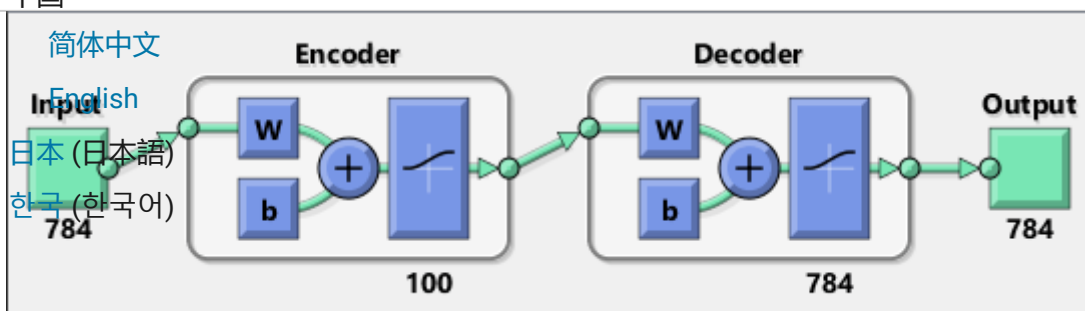 简体中文
Encoder
Decoder
English
Input
Output
W
W
日本 (日本語)
한국 (한국어)
b
b
784
784
100
784